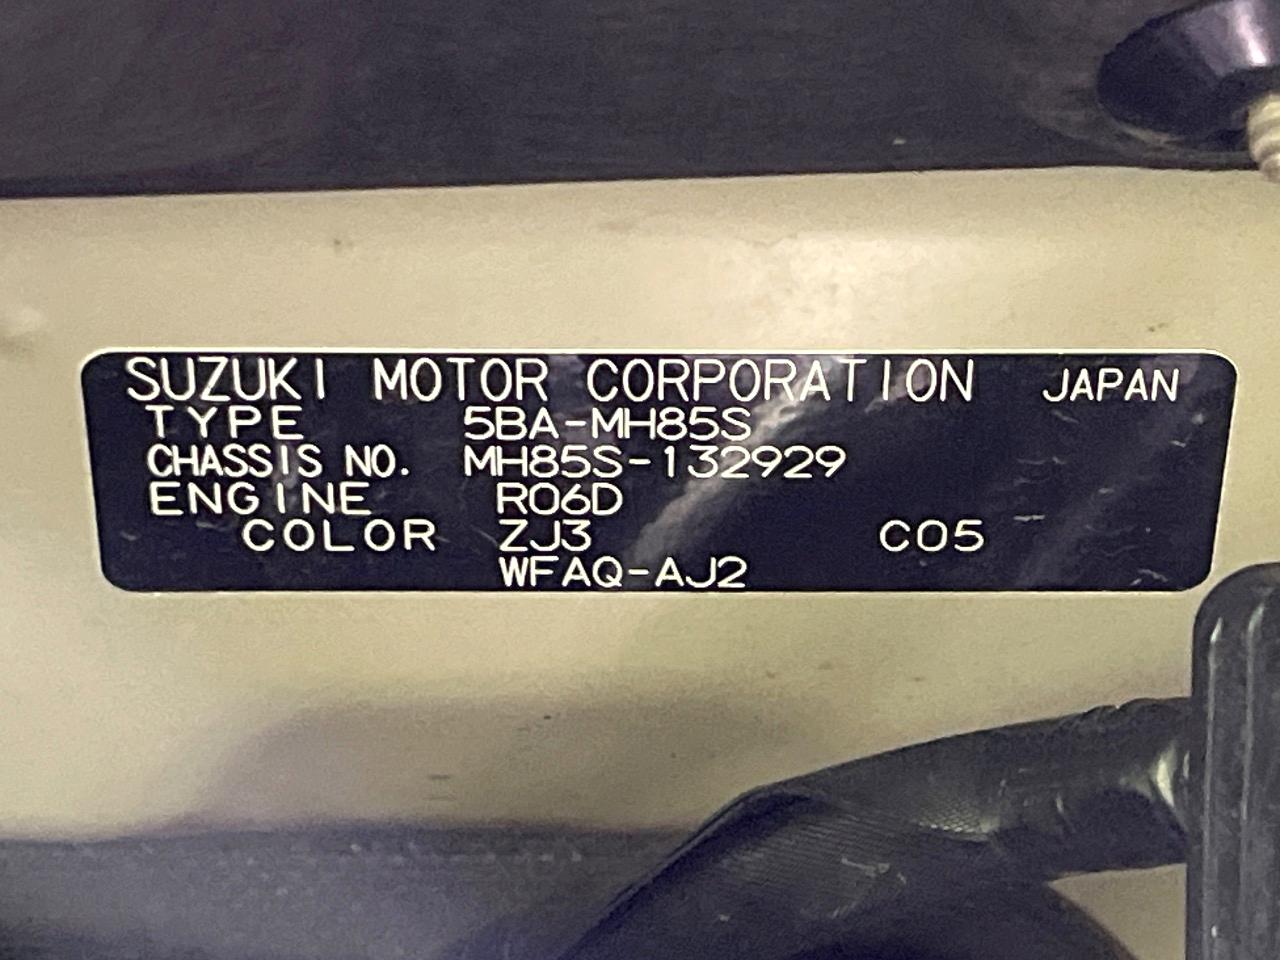 SUZUKI MOTOR CORPORATION JAPAN
TYPE 5BA-MH85S
CHASSIS NO. MH85S-132929
ENGINE R06D
COLOR ZJ3 C05
WFAQ-AJ2